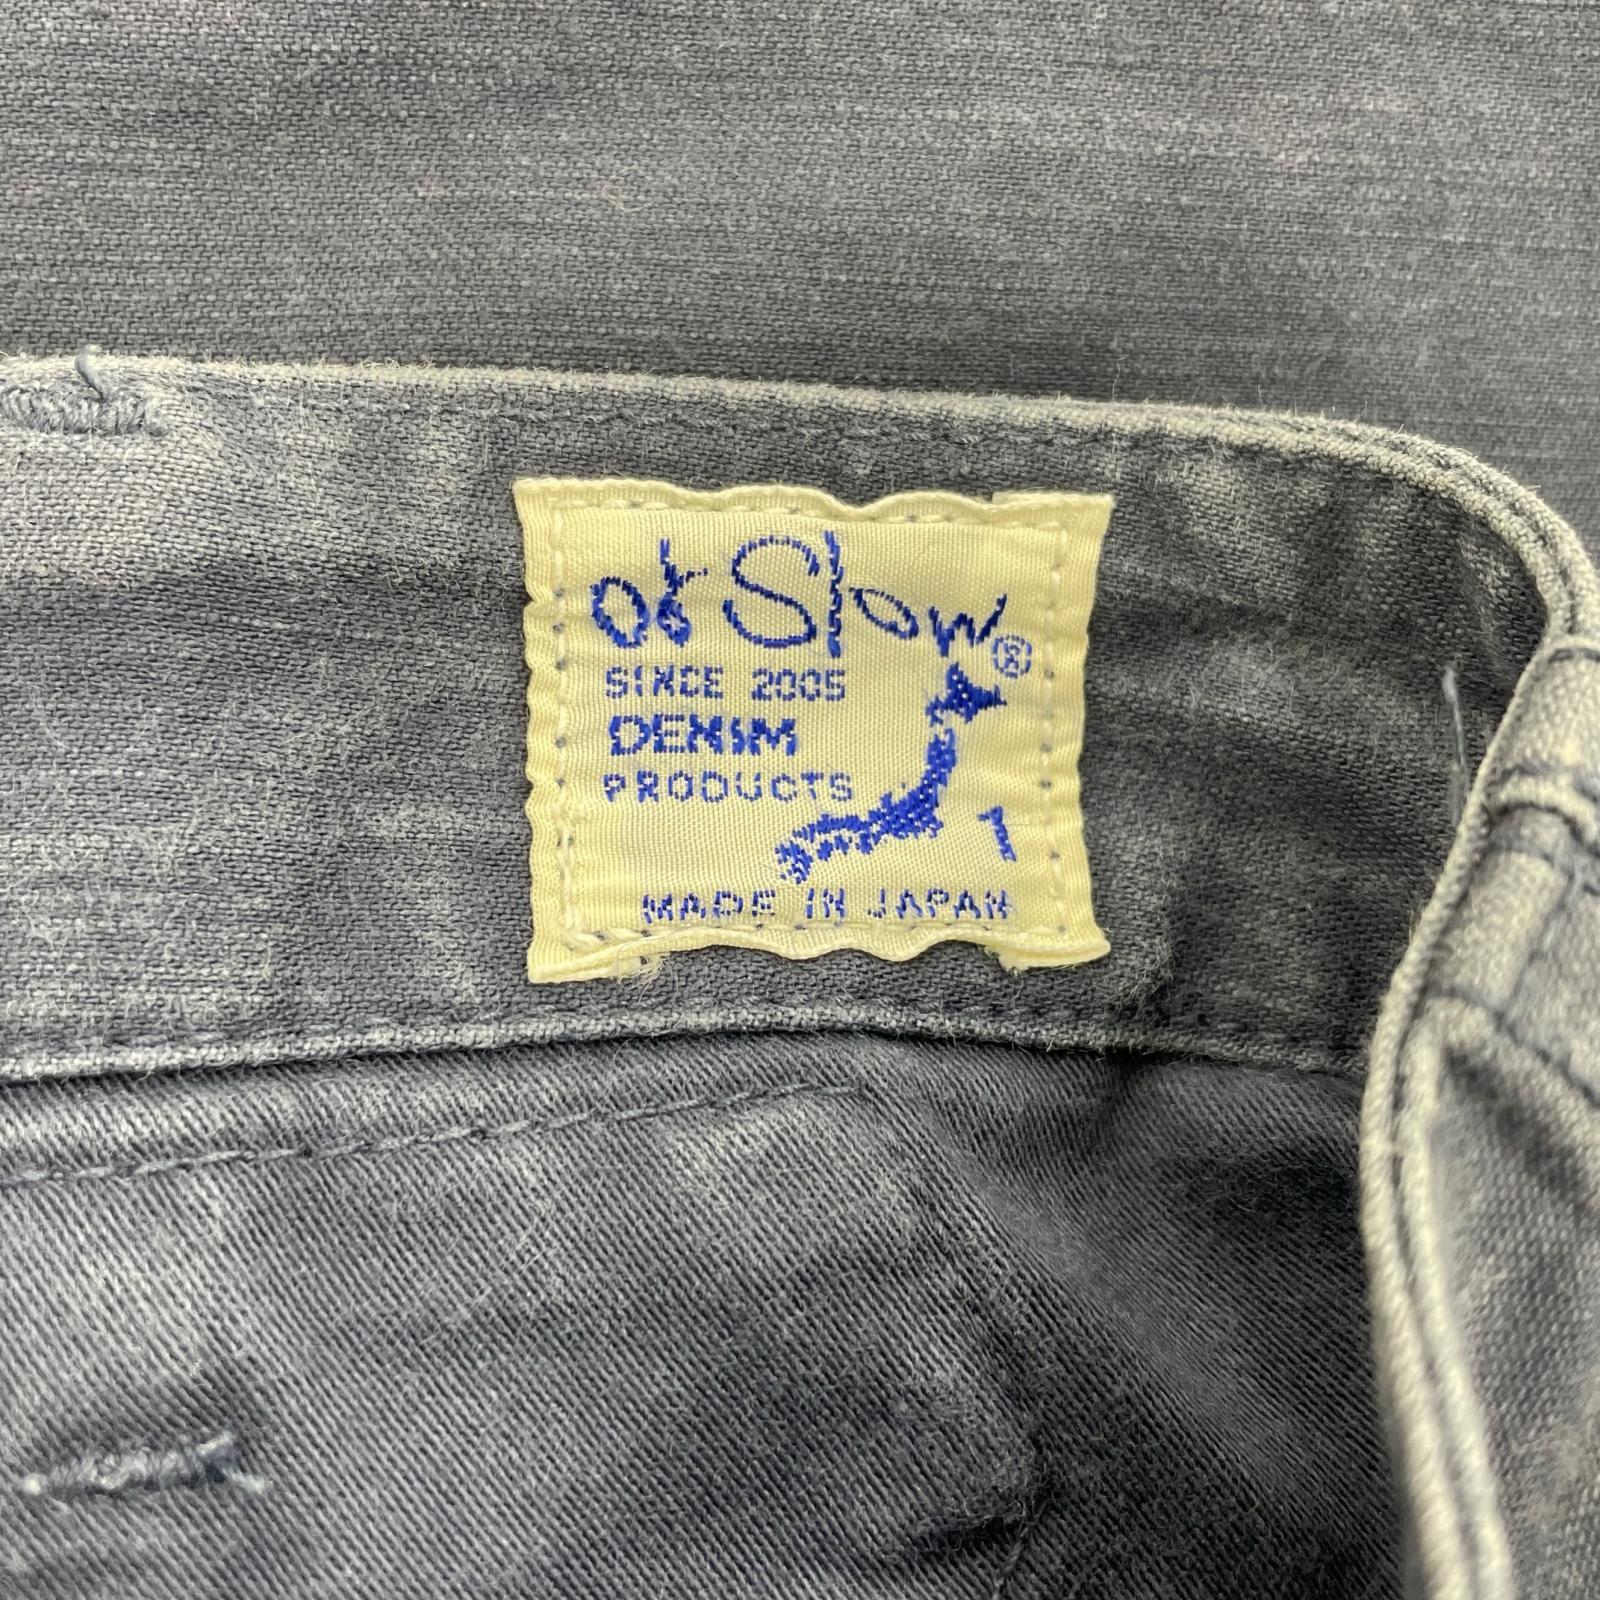 orSlow®
SINCE 2005
DENIM
PRODUCTS
1
MADE IN JAPAN